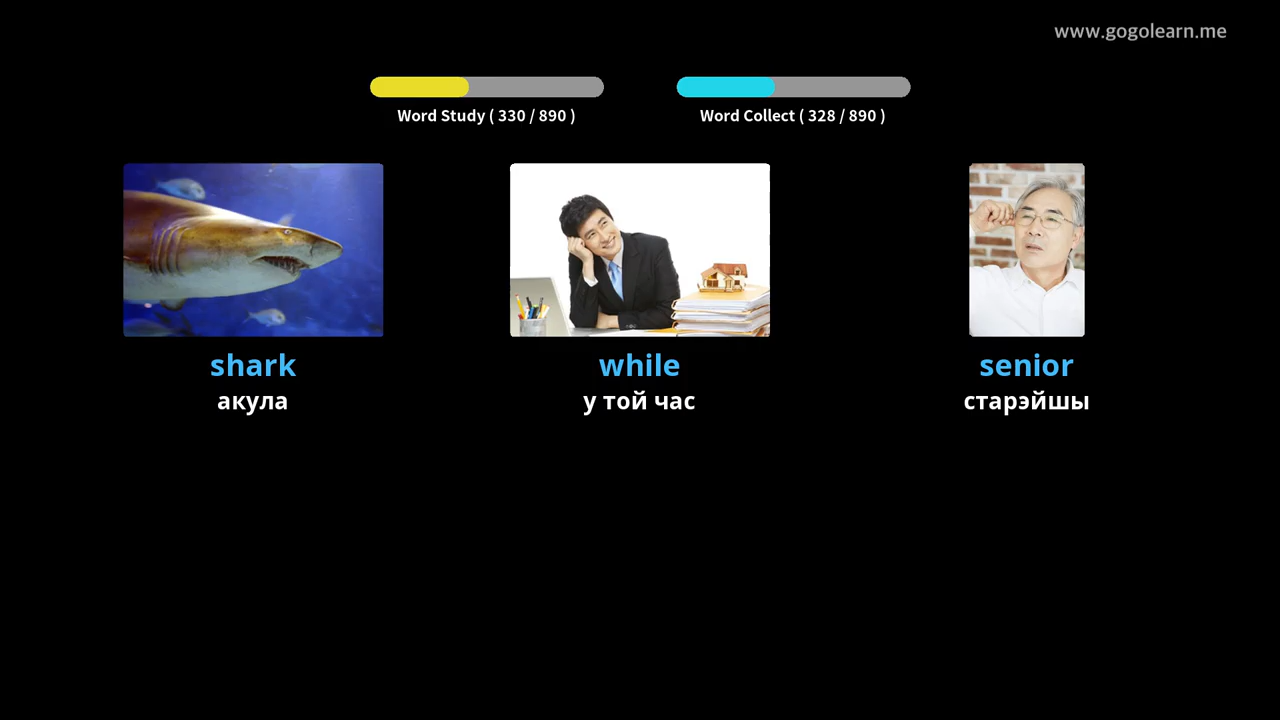 www.gogolearn.me
Word Study ( 330 / 890 )
Word Collect ( 328 / 890 )
shark
while
senior
акула
у той час
старэйшы